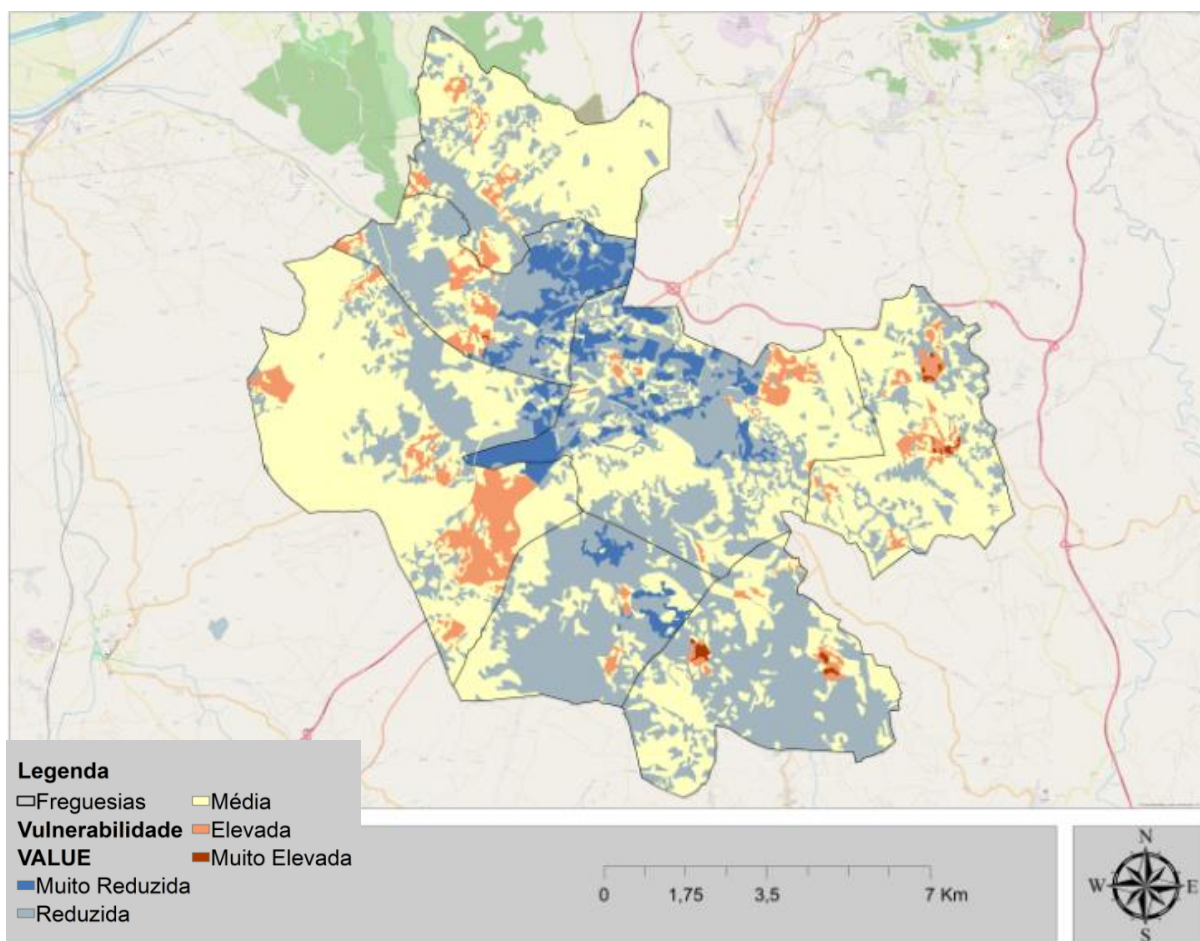 Legenda
Freguesias
Vulnerabilidade
VALUE
Muito Reduzida
Reduzida
Média
Elevada
Muito Elevada
0 1,75 3,5 7 Km
N
W E
S